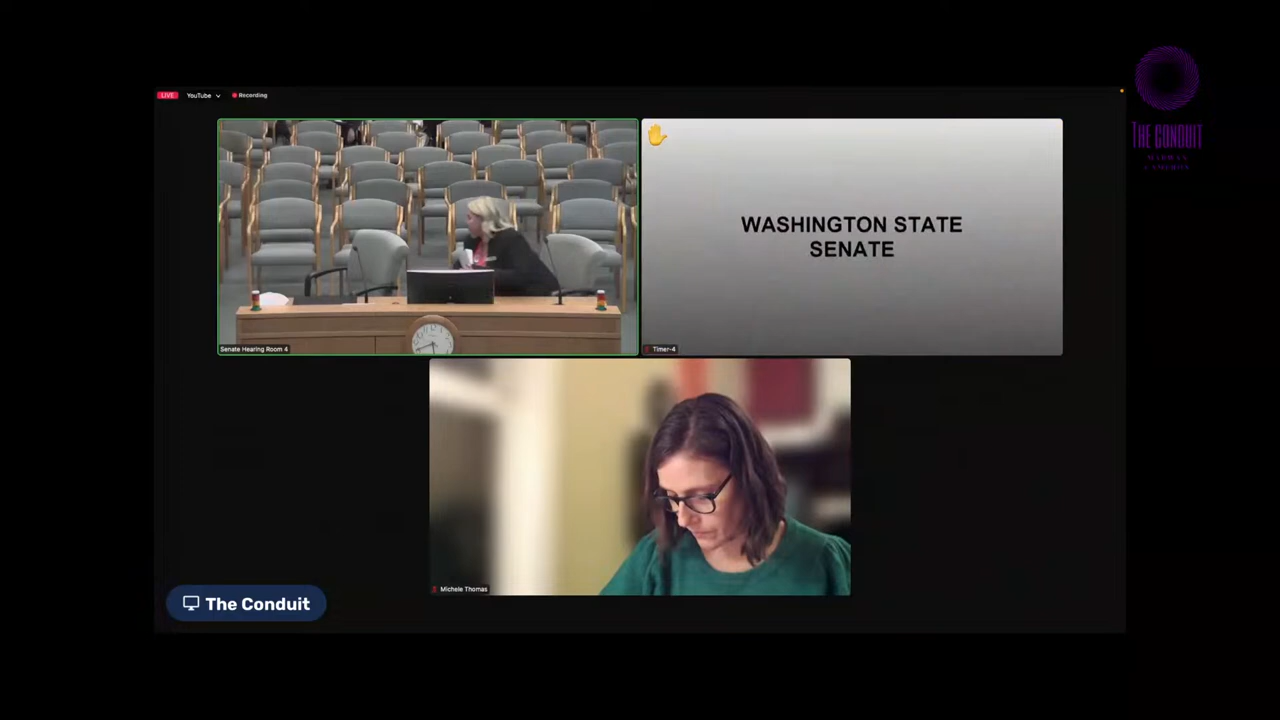 LIVE YouTube Recording
THE CONDUIT
WASHINGTON STATE
SENATE
Senate Hearing Room 4
Timer-4
Michele Thomas
The Conduit